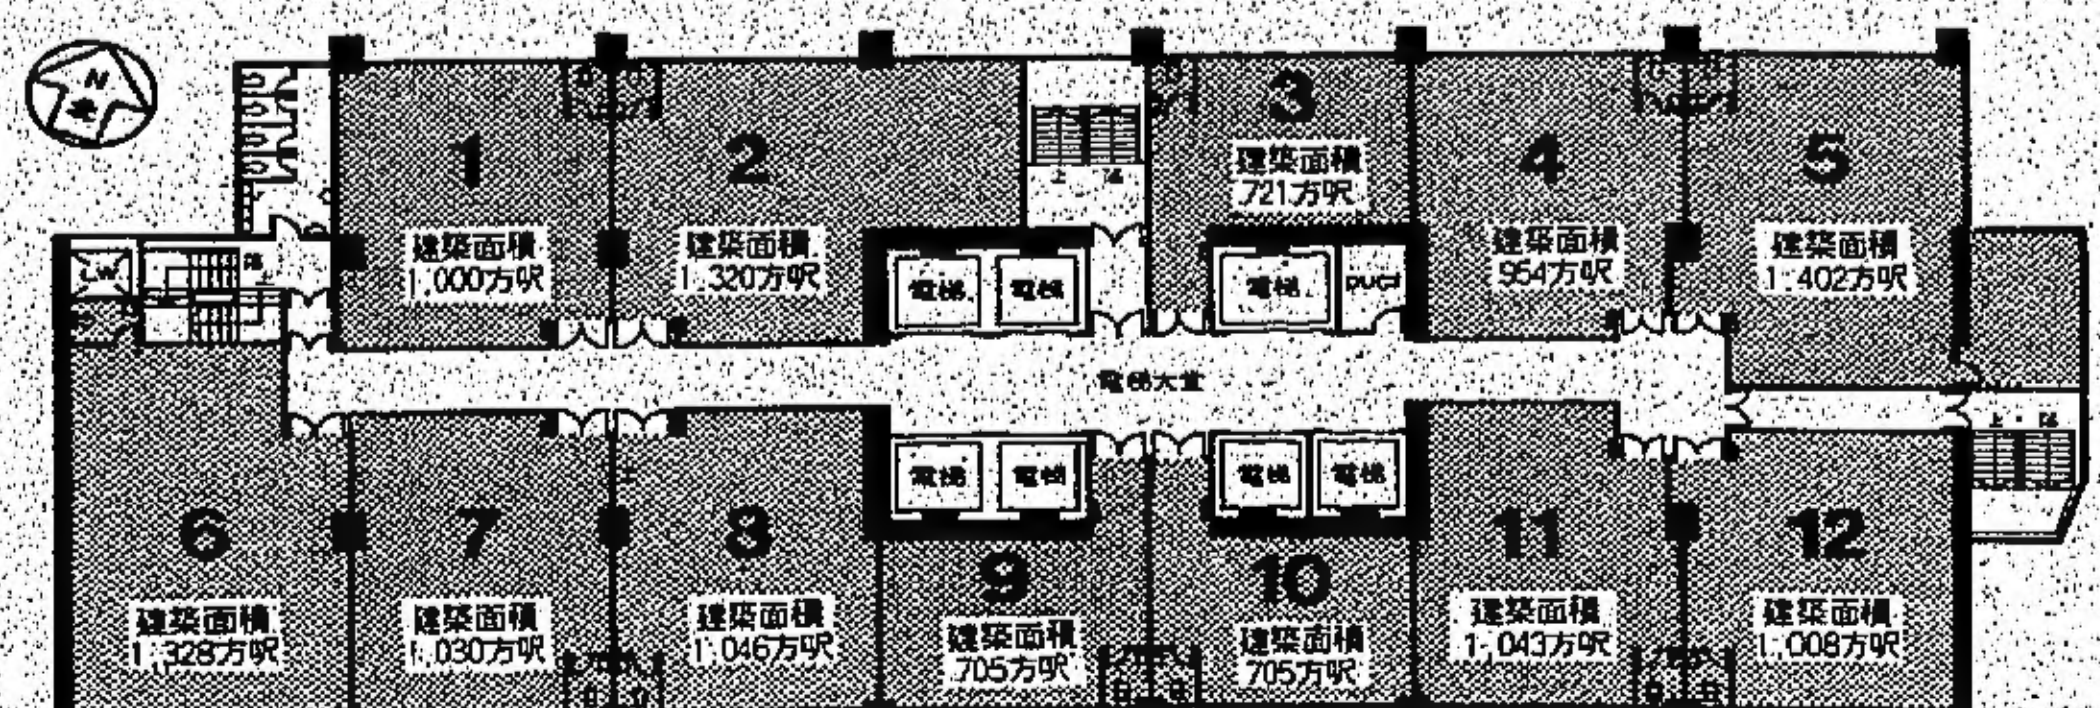 N
北
1
建築面積
1,000方呎
2
建築面積
1,320方呎
3
建築面積
721方呎
4
建築面積
954方呎
5
建築面積
1,402方呎
電梯
電梯
電梯
DUCT
電梯大堂
上
電梯
電梯
電梯
電梯
6
建築面積
1,328方呎
7
建築面積
1,030方呎
8
建築面積
1,046方呎
9
建築面積
705方呎
10
建築面積
705方呎
11
建築面積
1,043方呎
12
建築面積
1,008方呎